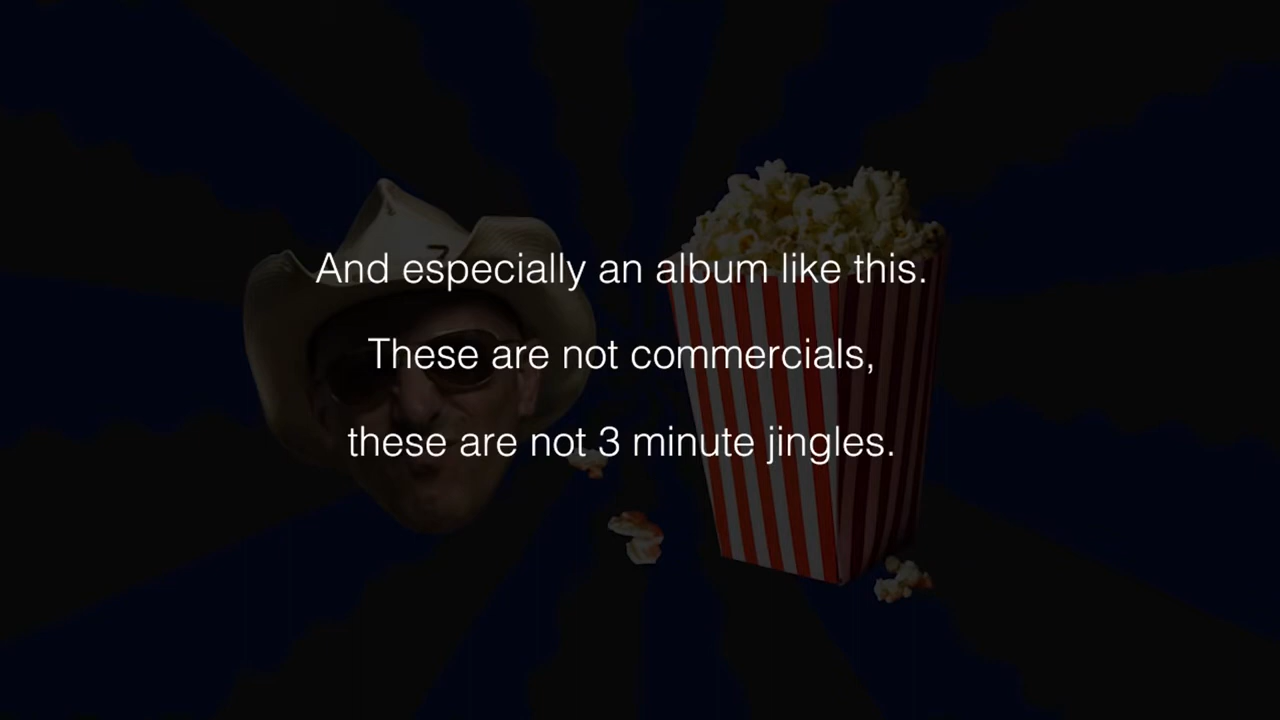 And especially an album like this.
These are not commercials,
these are not 3 minute jingles.